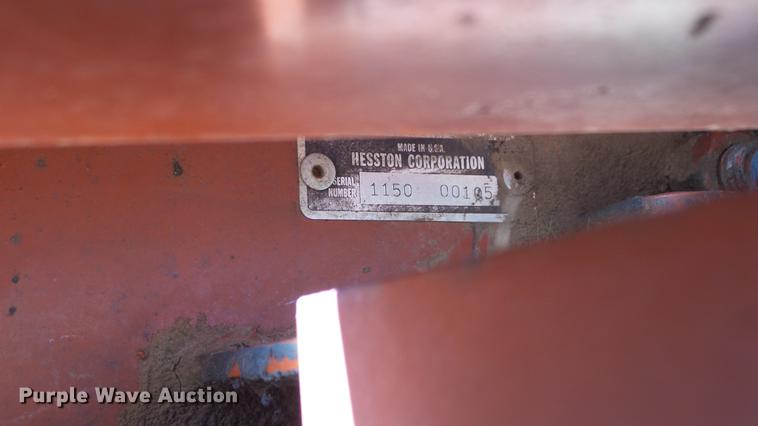 MADE IN U.S.A.
HESSTON CORPORATION
SERIAL NUMBER 1150 00105
Purple Wave Auction®